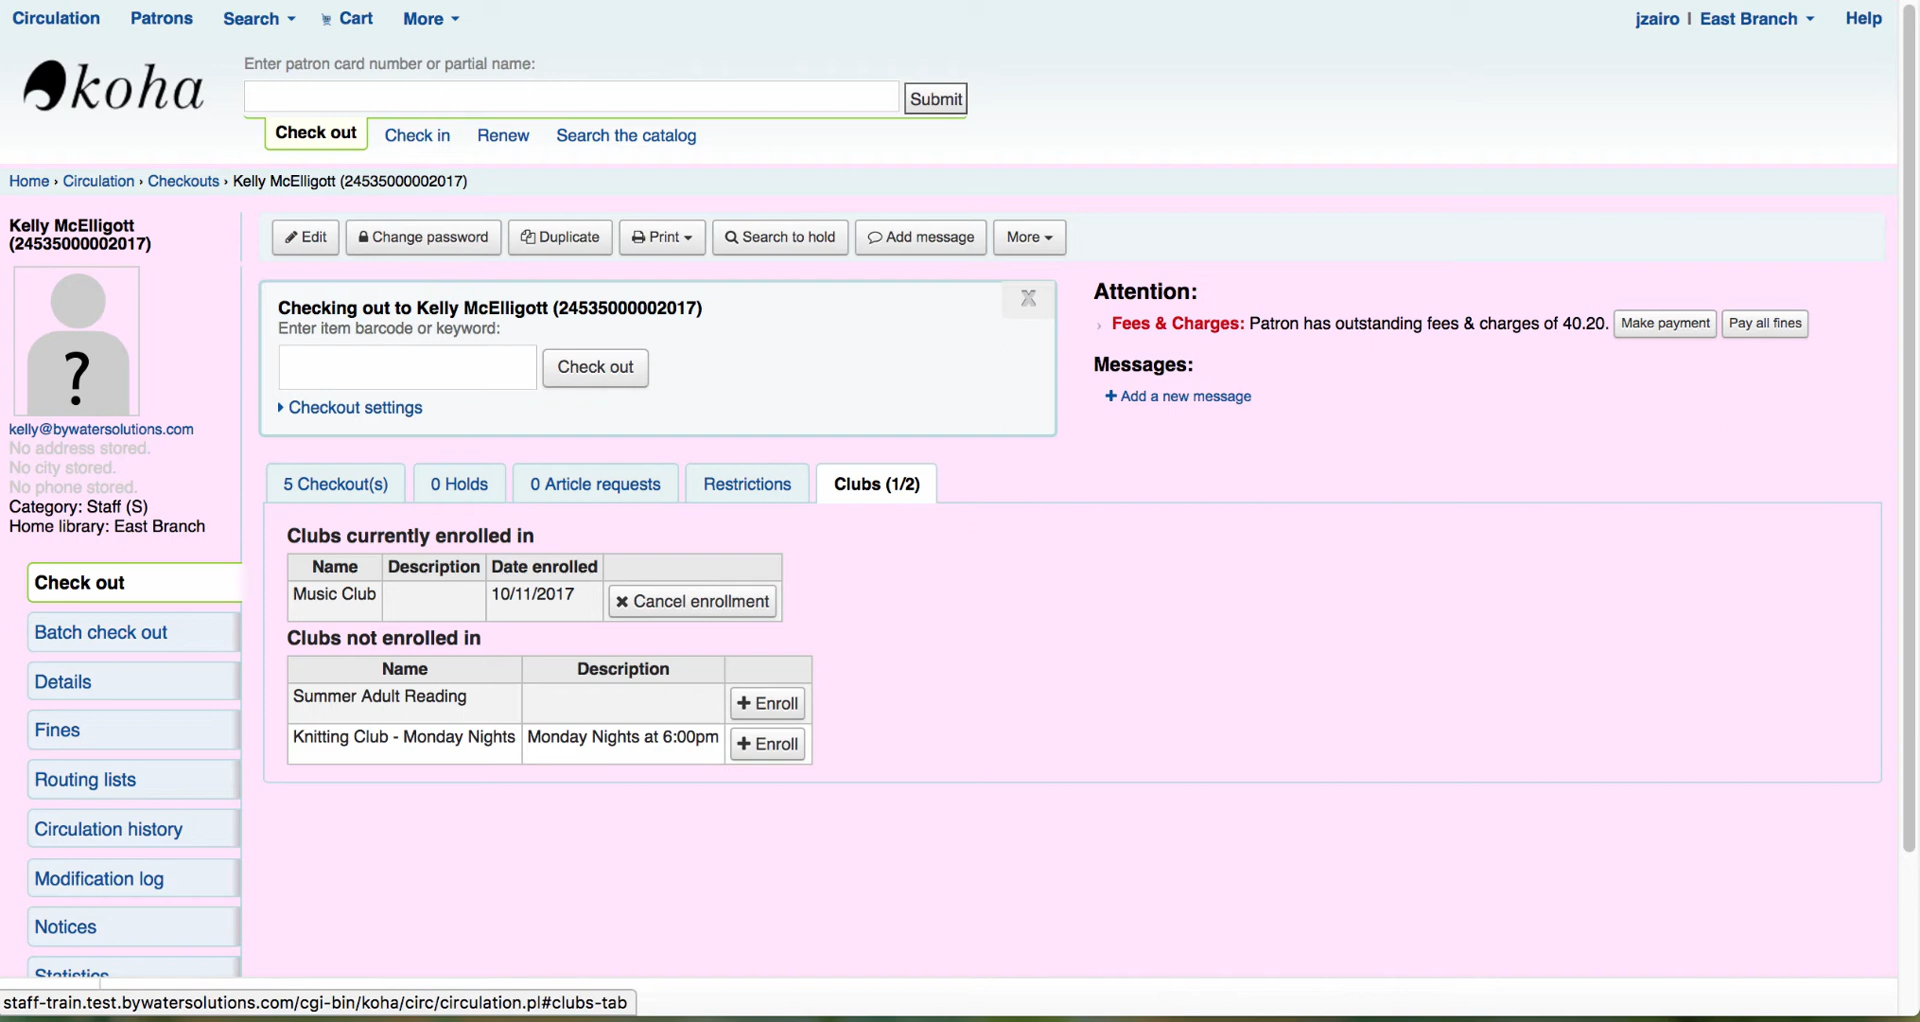 Circulation Patrons Search Cart More jzairo | East Branch Help
koha
Enter patron card number or partial name:
Submit
Check out Check in Renew Search the catalog
Home › Circulation › Checkouts › Kelly McElligott (24535000002017)
Kelly McElligott
(24535000002017)
?
kelly@bywatersolutions.com
No address stored.
No city stored.
No phone stored.
Category: Staff (S)
Home library: East Branch
Check out
Batch check out
Details
Fines
Routing lists
Circulation history
Modification log
Notices
Statistics
Edit Change password Duplicate Print Search to hold Add message More
Checking out to Kelly McElligott (24535000002017)
X
Enter item barcode or keyword:
Check out
Checkout settings
Attention:
Fees & Charges: Patron has outstanding fees & charges of 40.20. Make payment Pay all fines
Messages:
+ Add a new message
5 Checkout(s) 0 Holds 0 Article requests Restrictions Clubs (1/2)
Clubs currently enrolled in
Name Description Date enrolled
Music Club 10/11/2017 Cancel enrollment
Clubs not enrolled in
Name Description
Summer Adult Reading + Enroll
Knitting Club - Monday Nights Monday Nights at 6:00pm + Enroll
staff-train.test.bywatersolutions.com/cgi-bin/koha/circ/circulation.pl#clubs-tab